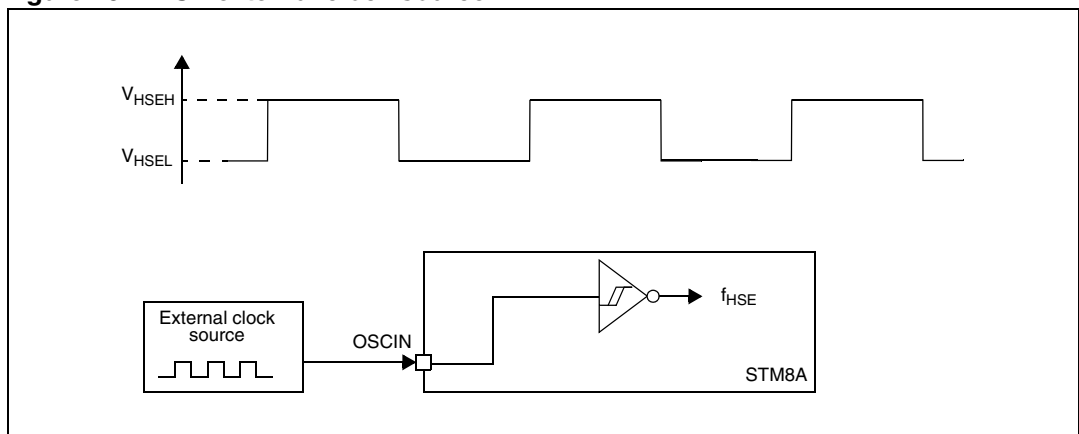 V_HSEH
V_HSEL
External clock
source
OSCIN
f_HSE
STM8A